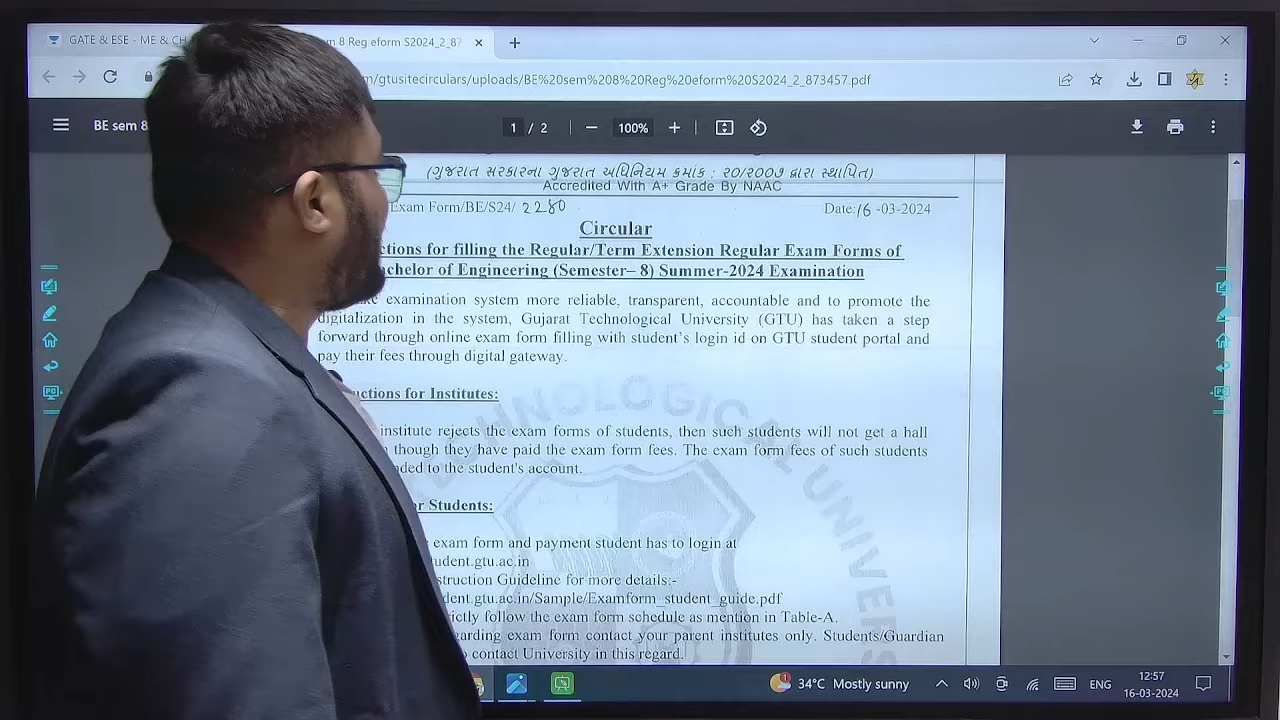 GATE & ESE - ME & CH
m 8 Reg eform S2024_2_87
m/gtusitecirculars/uploads/BE%20sem%208%20Reg%20eform%20S2024_2_873457.pdf
BE sem 8
1 / 2
100%
(ગુજરાત સરકારના ગુજરાત અધિનિયમ ક્રમાંક : ૨૦/૨૦૦૭ દ્વારા સ્થાપિત)
Accredited With A+ Grade By NAAC
Exam Form/BE/S24/ 2280
Date:16 -03-2024
Circular
ctions for filling the Regular/Term Extension Regular Exam Forms of
achelor of Engineering (Semester– 8) Summer-2024 Examination
ke examination system more reliable, transparent, accountable and to promote the
digitalization in the system, Gujarat Technological University (GTU) has taken a step
forward through online exam form filling with student's login id on GTU student portal and
pay their fees through digital gateway.
uctions for Institutes:
institute rejects the exam forms of students, then such students will not get a hall
though they have paid the exam form fees. The exam form fees of such students
nded to the student's account.
or Students:
exam form and payment student has to login at
udent.gtu.ac.in
struction Guideline for more details:-
dent.gtu.ac.in/Sample/Examform_student_guide.pdf
rictly follow the exam form schedule as mention in Table-A.
garding exam form contact your parent institutes only. Students/Guardian
contact University in this regard.
HNOLOGICAL UNIVERS
34°C Mostly sunny
ENG
12:57
16-03-2024